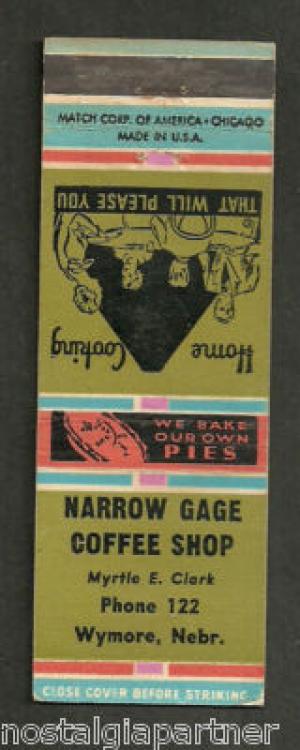 MATCH CORP. OF AMERICA • CHICAGO
MADE IN U.S.A.
Home Cooking
THAT WILL PLEASE YOU
WE BAKE
OUR OWN
PIES
NARROW GAGE
COFFEE SHOP
Myrtle E. Clark
Phone 122
Wymore, Nebr.
CLOSE COVER BEFORE STRIKING
nostalgiapartner
nostalgiapartner